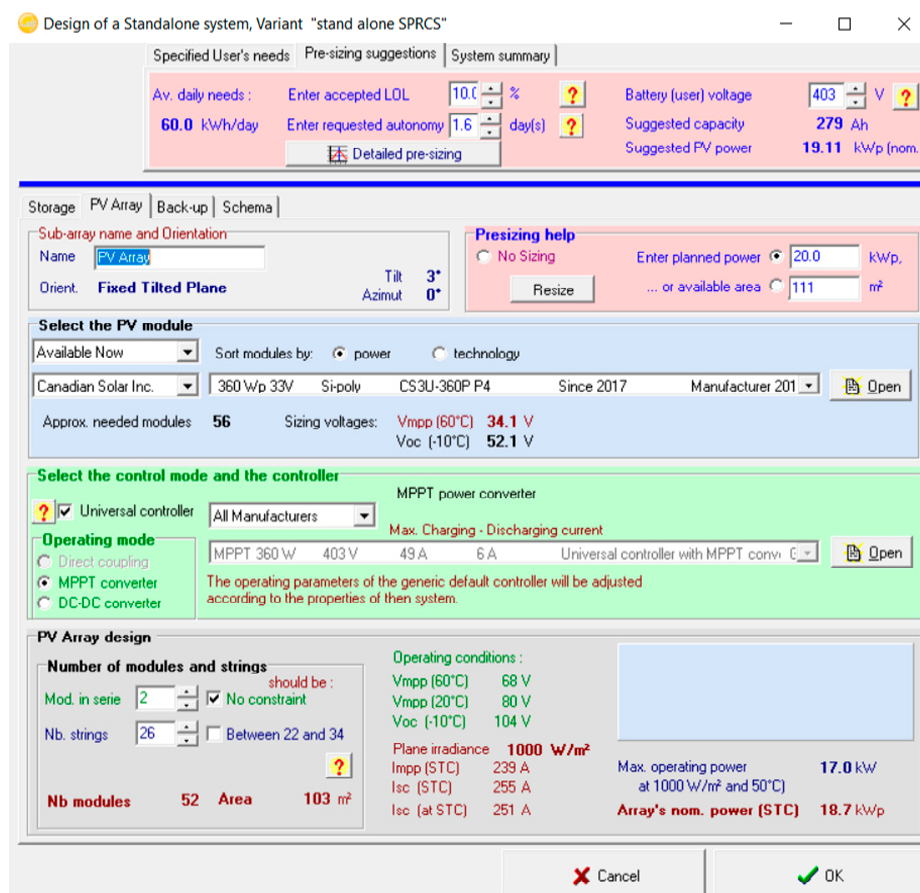 Design of a Standalone system, Variant "stand alone SPRCS"
Specified User's needs Pre-sizing suggestions System summary
Av. daily needs : Enter accepted LOL % ? Battery (user) voltage 403 V ?
60.0 kWh/day Enter requested autonomy 1.6 day(s) ? Suggested capacity 279 Ah
Detailed pre-sizing Suggested PV power 19.11 kWp (nom.
Storage PV Array Back-up Schema
Sub-array name and Orientation
Name PV Array
Orient. Fixed Tilted Plane
Tilt 3°
Azimut 0°
Presizing help
No Sizing Enter planned power 20.0 kWp,
Resize ... or available area 111 m²
Select the PV module
Available Now Sort modules by: power technology
Canadian Solar Inc. 360 Wp 33V Si-poly CS3U-360P P4 Since 2017 Manufacturer 201 Open
Approx. needed modules 56 Sizing voltages: Vmpp (60°C) 34.1 V
Voc (-10°C) 52.1 V
Select the control mode and the controller
MPPT power converter
? Universal controller All Manufacturers
Max. Charging - Discharging current
Operating mode
Direct coupling
MPPT converter
DC-DC converter
MPPT 360 W 403 V 49 A 6 A Universal controller with MPPT Open
The operating parameters of the generic default controller will be adjusted
according to the properties of then system.
PV Array design
Number of modules and strings
should be :
Mod. in serie 2 No constraint
Nb. strings 26 Between 22 and 34
?
Nb modules 52 Area 103 m²
Operating conditions :
Vmpp (60°C) 68 V
Vmpp (20°C) 80 V
Voc (-10°C) 104 V
Plane irradiance 1000 W/m²
Impp (STC) 239 A
Isc (STC) 255 A
Isc (at STC) 251 A
Max. operating power 17.0 kW
at 1000 W/m² and 50°C)
Array's nom. power (STC) 18.7 kWp
Cancel OK